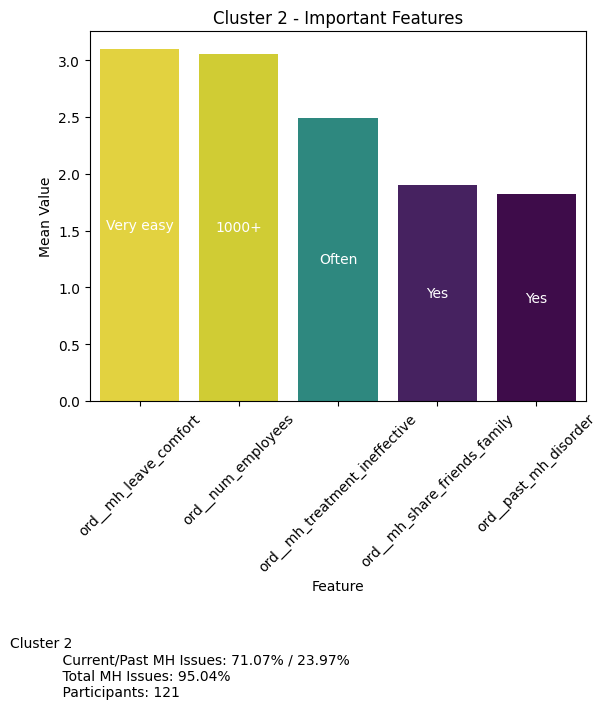 Cluster 2 - Important Features
3.0
2.5
2.0
1.5
1.0
0.5
0.0
Mean Value
Very easy
1000+
Often
Yes
Yes
ord__mh_leave_comfort
ord__num_employees
ord__mh_treatment_ineffective
ord__mh_share_friends_family
ord__past_mh_disorder
Feature
Cluster 2
Current/Past MH Issues: 71.07% / 23.97%
Total MH Issues: 95.04%
Participants: 121